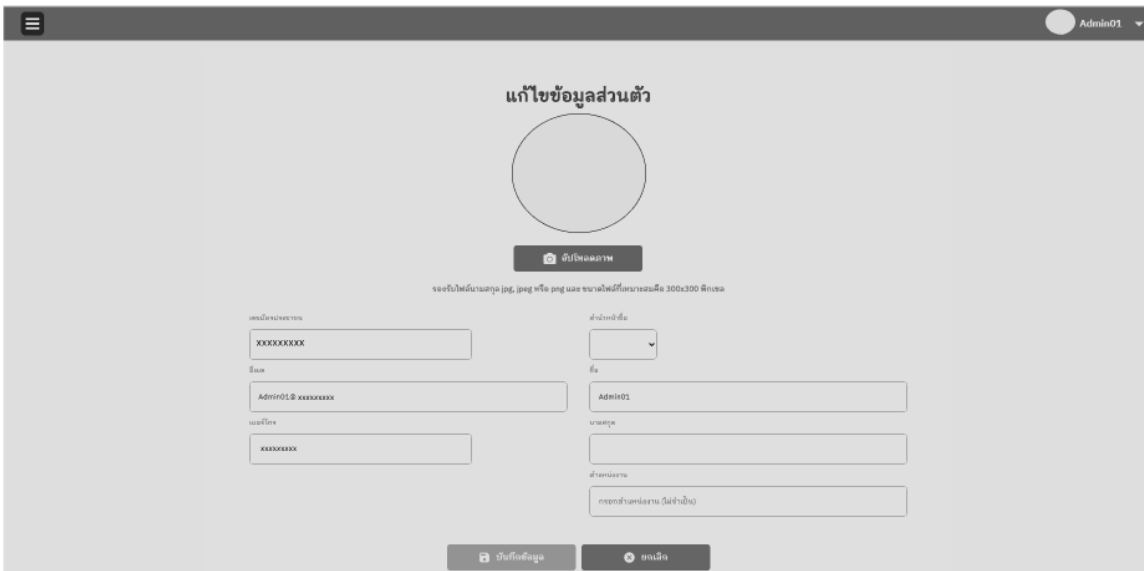 Admin01
แก้ไขข้อมูลส่วนตัว
อัปโหลดภาพ
รองรับไฟล์นามสกุล jpg, jpeg หรือ png และ ขนาดไฟล์ที่เหมาะสมคือ 300x300 พิกเซล
เลขบัตรประชาชน
xxxxxxxxx
คำนำหน้าชื่อ
อีเมล
Admin01@ xxxxxxxxx
ชื่อ
Admin01
เบอร์โทร
xxxxxxxxx
นามสกุล
ตำแหน่งงาน
กรอกตำแหน่งงาน (ไม่จำเป็น)
บันทึกข้อมูล
ยกเลิก